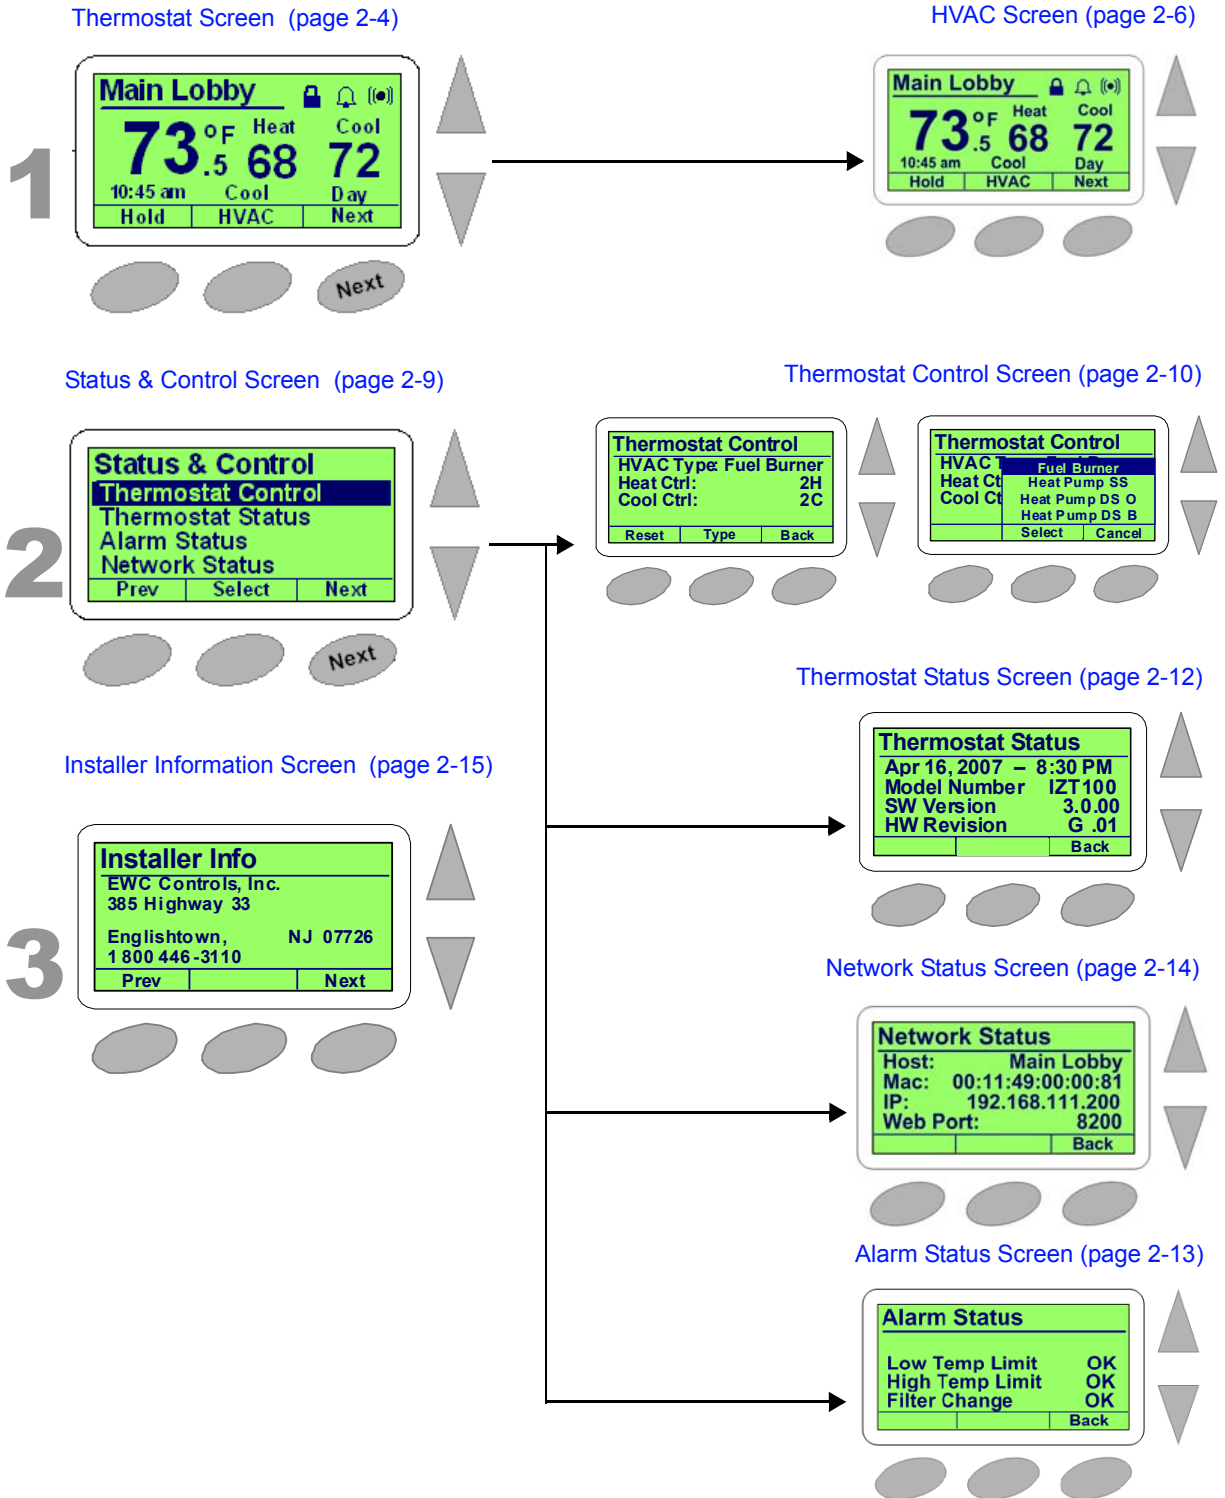 Thermostat Screen (page 2-4)
HVAC Screen (page 2-6)
1
Main Lobby
73 °F .5
Heat
68
Cool
72
10:45 am Cool Day
Hold HVAC Next
Next
Main Lobby
73 °F .5
Heat
68
Cool
72
10:45 am Cool Day
Hold HVAC Next
Status & Control Screen (page 2-9)
Thermostat Control Screen (page 2-10)
2
Status & Control
Thermostat Control
Thermostat Status
Alarm Status
Network Status
Prev Select Next
Next
Thermostat Control
HVAC Type: Fuel Burner
Heat Ctrl: 2H
Cool Ctrl: 2C
Reset Type Back
Thermostat Control
HVAC T
Heat Ct
Cool Ct
Fuel Burner
Heat Pump SS
Heat Pump DS O
Heat Pump DS B
Select Cancel
Thermostat Status Screen (page 2-12)
Thermostat Status
Apr 16, 2007 – 8:30 PM
Model Number IZT100
SW Version 3.0.00
HW Revision G .01
Back
Installer Information Screen (page 2-15)
3
Installer Info
EWC Controls, Inc.
385 Highway 33
Englishtown, NJ 07726
1 800 446-3110
Prev Next
Network Status Screen (page 2-14)
Network Status
Host: Main Lobby
Mac: 00:11:49:00:00:81
IP: 192.168.111.200
Web Port: 8200
Back
Alarm Status Screen (page 2-13)
Alarm Status
Low Temp Limit OK
High Temp Limit OK
Filter Change OK
Back